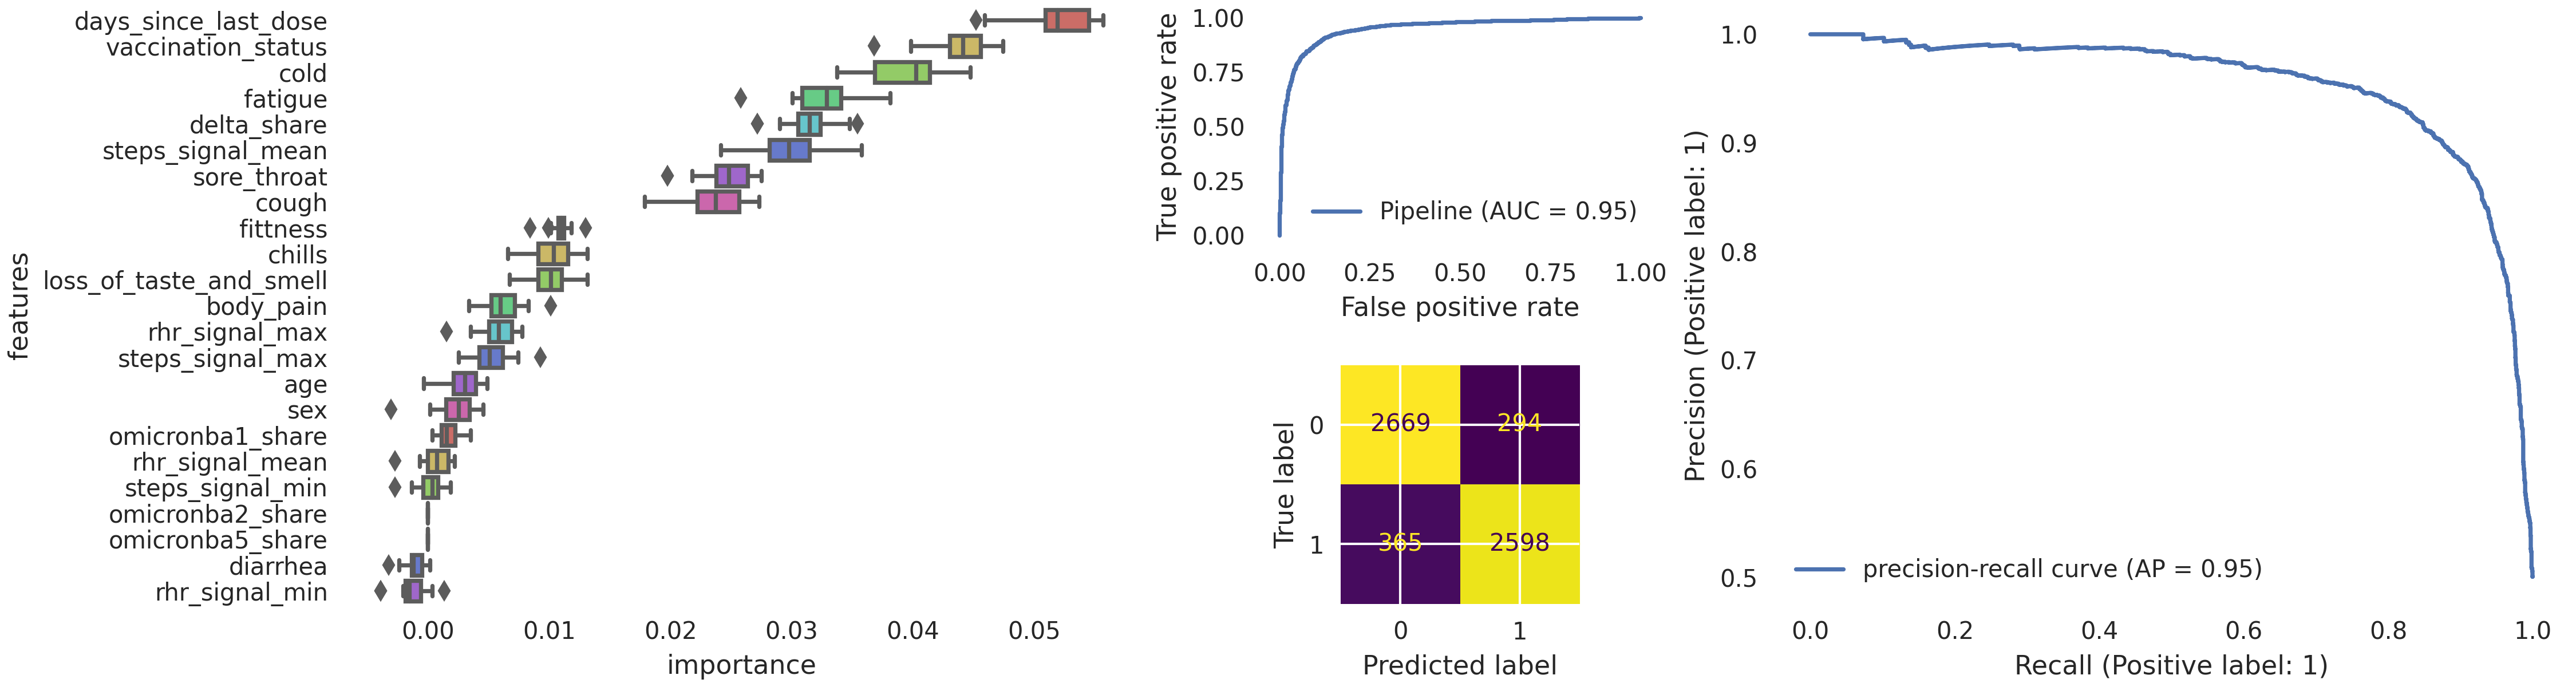 features
days_since_last_dose
vaccination_status
cold
fatigue
delta_share
steps_signal_mean
sore_throat
cough
fittness
chills
loss_of_taste_and_smell
body_pain
rhr_signal_max
steps_signal_max
age
sex
omicronba1_share
rhr_signal_mean
steps_signal_min
omicronba2_share
omicronba5_share
diarrhea
rhr_signal_min
0.00 0.01 0.02 0.03 0.04 0.05
importance
True positive rate
1.00
0.75
0.50
0.25
0.00
Pipeline (AUC = 0.95)
0.00 0.25 0.50 0.75 1.00
False positive rate
True label
0
1
2669 294
365 2598
0 1
Predicted label
Precision (Positive label: 1)
1.0
0.9
0.8
0.7
0.6
0.5
precision-recall curve (AP = 0.95)
0.0 0.2 0.4 0.6 0.8 1.0
Recall (Positive label: 1)